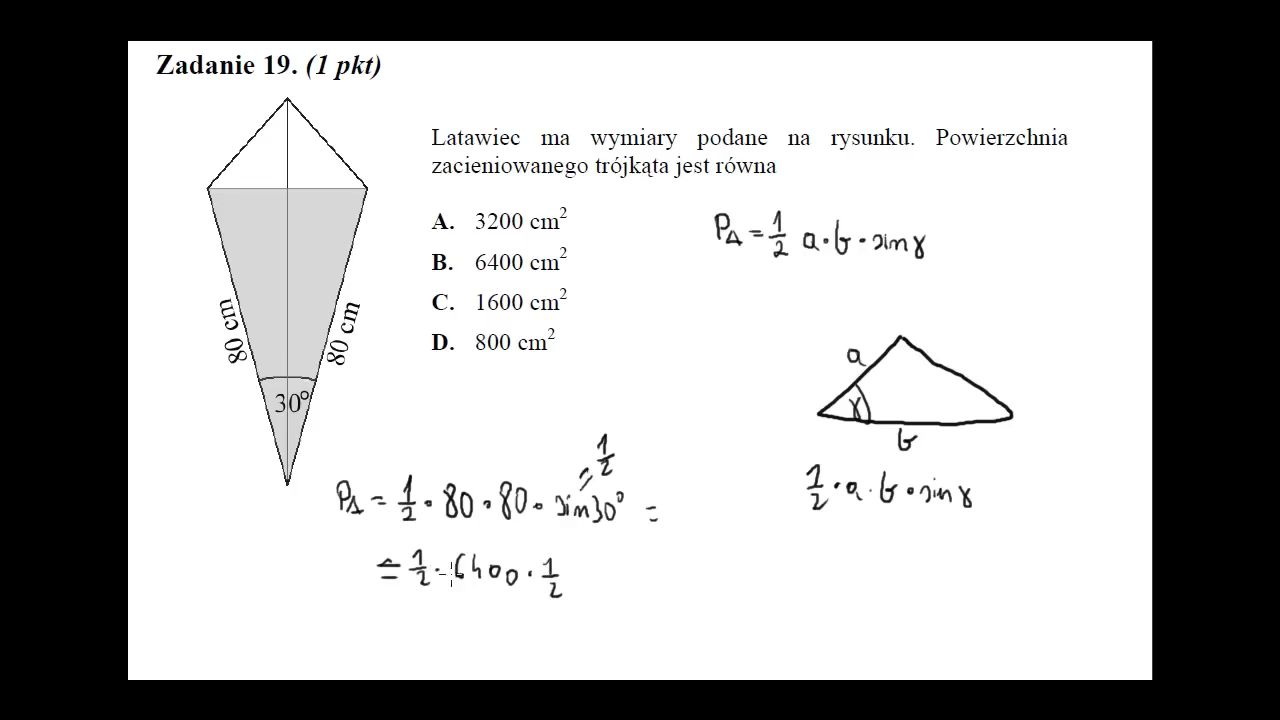 Zadanie 19. (1 pkt)
Latawiec ma wymiary podane na rysunku. Powierzchnia
zacieniowanego trójkąta jest równa
A. 3200 cm²
B. 6400 cm²
C. 1600 cm²
D. 800 cm²
80 cm
80 cm
30°
P△ = 1/2 a · b · sin γ
a
γ
b
1/2 · a · b · sin γ
= 1/2
P△ = 1/2 · 80 · 80 · sin 30° =
= 1/2 · 6400 · 1/2